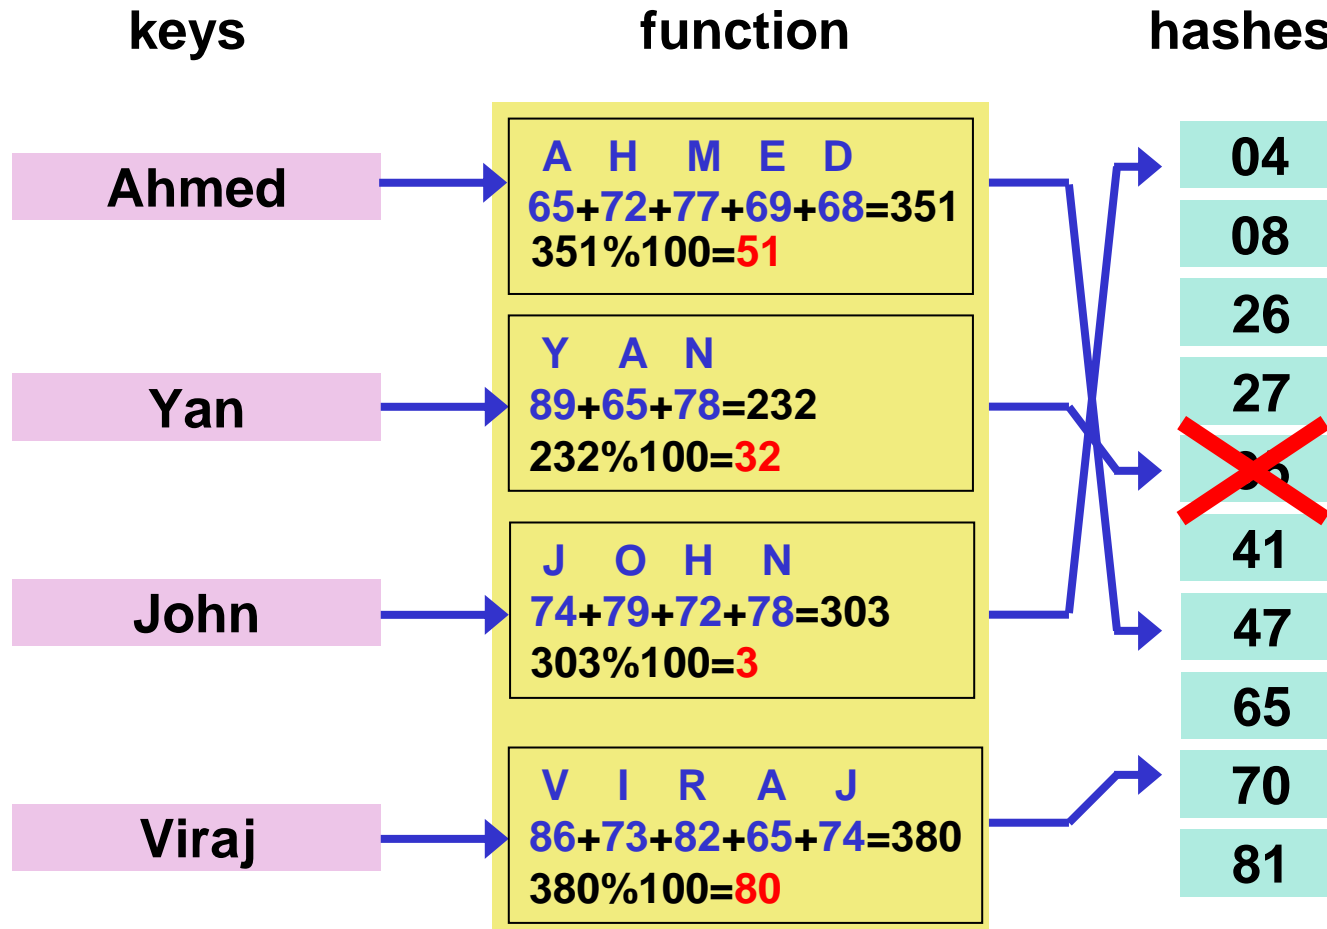 keys
function
hashes
Ahmed
A H M E D
65+72+77+69+68=351
351%100=51
Yan
Y A N
89+65+78=232
232%100=32
John
J O H N
74+79+72+78=303
303%100=3
Viraj
V I R A J
86+73+82+65+74=380
380%100=80
04
08
26
27
41
47
65
70
81